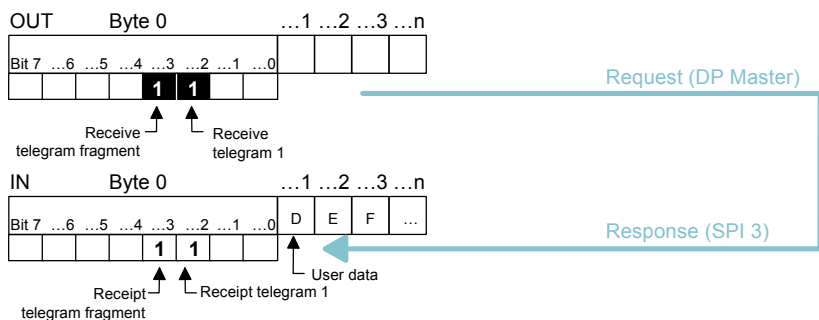 OUT Byte 0 …1 …2 …3 …n
Bit 7 …6 …5 …4 …3 …2 …1 …0
1 1
Request (DP Master)
Receive telegram fragment
Receive telegram 1
IN Byte 0 …1 …2 …3 …n
Bit 7 …6 …5 …4 …3 …2 …1 …0
D E F …
1 1
Response (SPI 3)
User data
Receipt telegram fragment
Receipt telegram 1